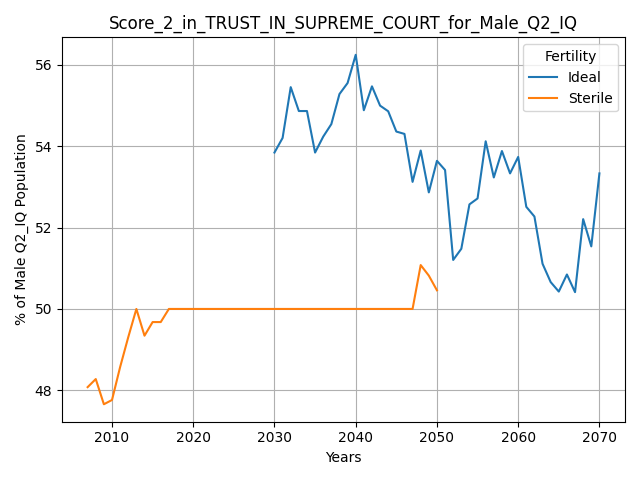 Score_2_in_TRUST_IN_SUPREME_COURT_for_Male_Q2_IQ
Fertility
Ideal
Sterile
% of Male Q2_IQ Population
56
54
52
50
48
2010 2020 2030 2040 2050 2060 2070
Years